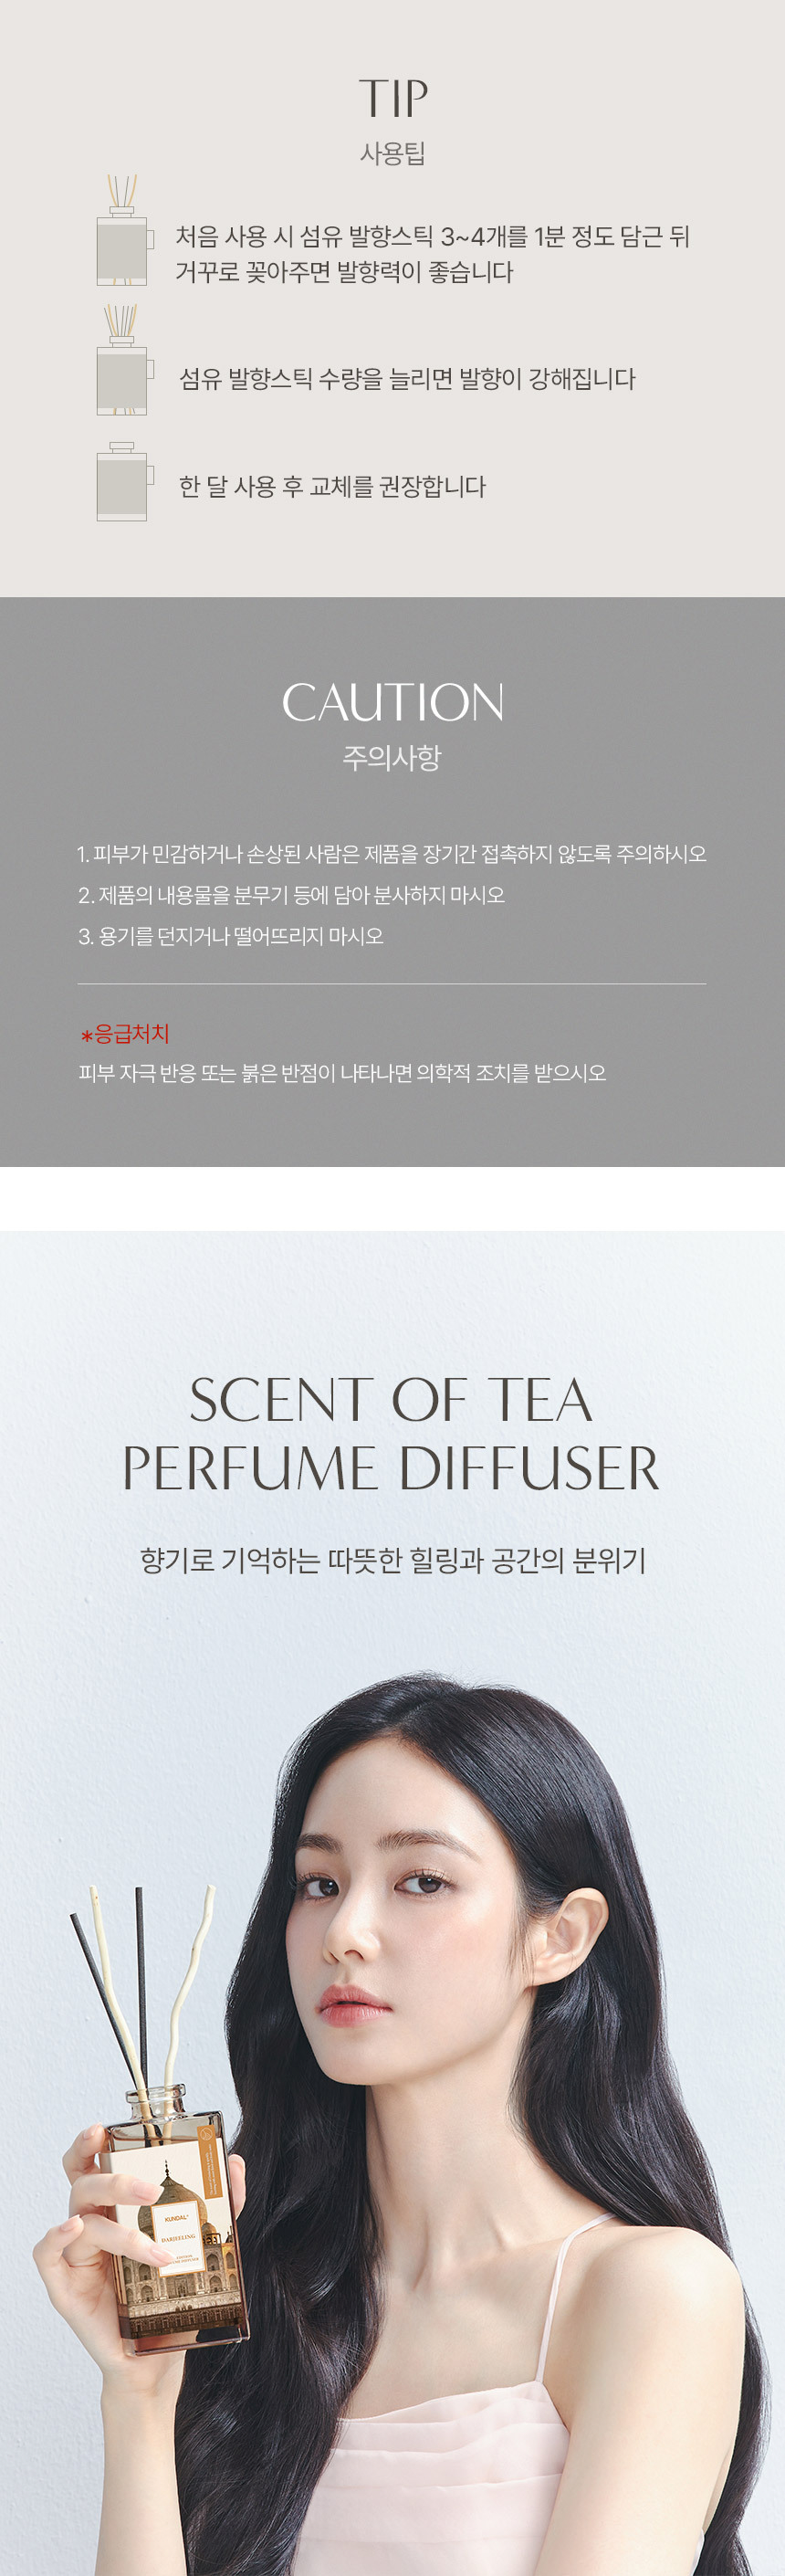 TIP
사용팁
처음 사용 시 섬유 발향스틱 3~4개를 1분 정도 담근 뒤
거꾸로 꽂아주면 발향력이 좋습니다
섬유 발향스틱 수량을 늘리면 발향이 강해집니다
한 달 사용 후 교체를 권장합니다
CAUTION
주의사항
1. 피부가 민감하거나 손상된 사람은 제품을 장기간 접촉하지 않도록 주의하시오
2. 제품의 내용물을 분무기 등에 담아 분사하지 마시오
3. 용기를 던지거나 떨어뜨리지 마시오
*응급처치
피부 자극 반응 또는 붉은 반점이 나타나면 의학적 조치를 받으시오
SCENT OF TEA
PERFUME DIFFUSER
향기로 기억하는 따뜻한 힐링과 공간의 분위기
KUNDAL
DARJEELING